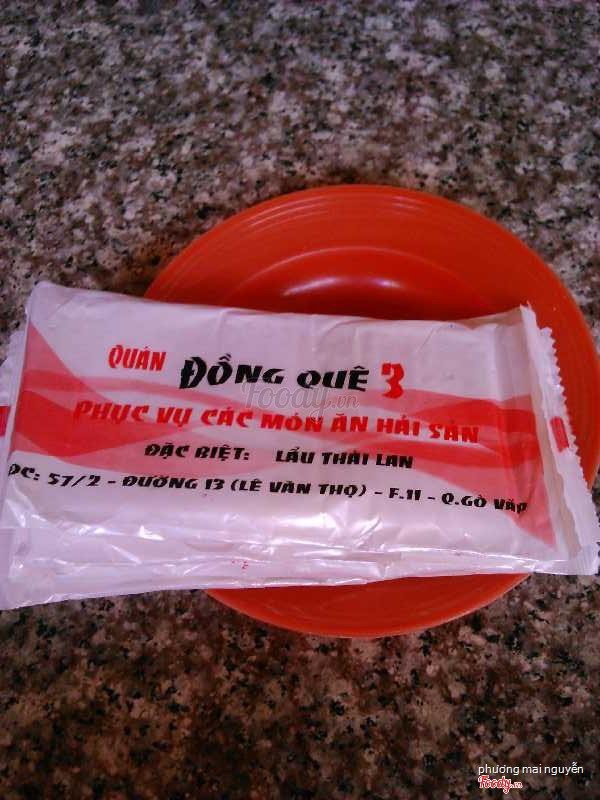 QUÁN ĐỒNG QUÊ 3
PHỤC VỤ CÁC MÓN ĂN HẢI SẢN
ĐẶC BIỆT: LẨU THÁI LAN
ĐC: 57/2 - ĐƯỜNG 13 (LÊ VĂN THỌ) - F.11 - Q.GÒ VẤP
Foody.vn
phương mai nguyễn
Foody.vn